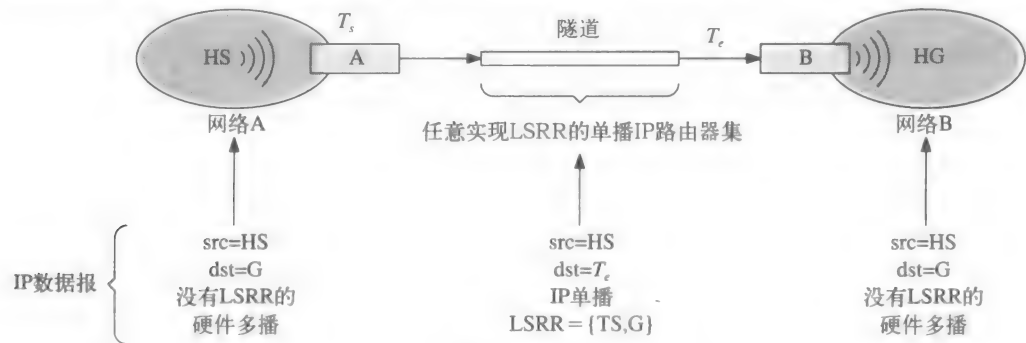 HS
T_s
A
隧道
T_e
B
HG
网络A
任意实现LSRR的单播IP路由器集
网络B
IP数据报
src=HS
dst=G
没有LSRR的
硬件多播
src=HS
dst=T_e
IP单播
LSRR={TS,G}
src=HS
dst=G
没有LSRR的
硬件多播